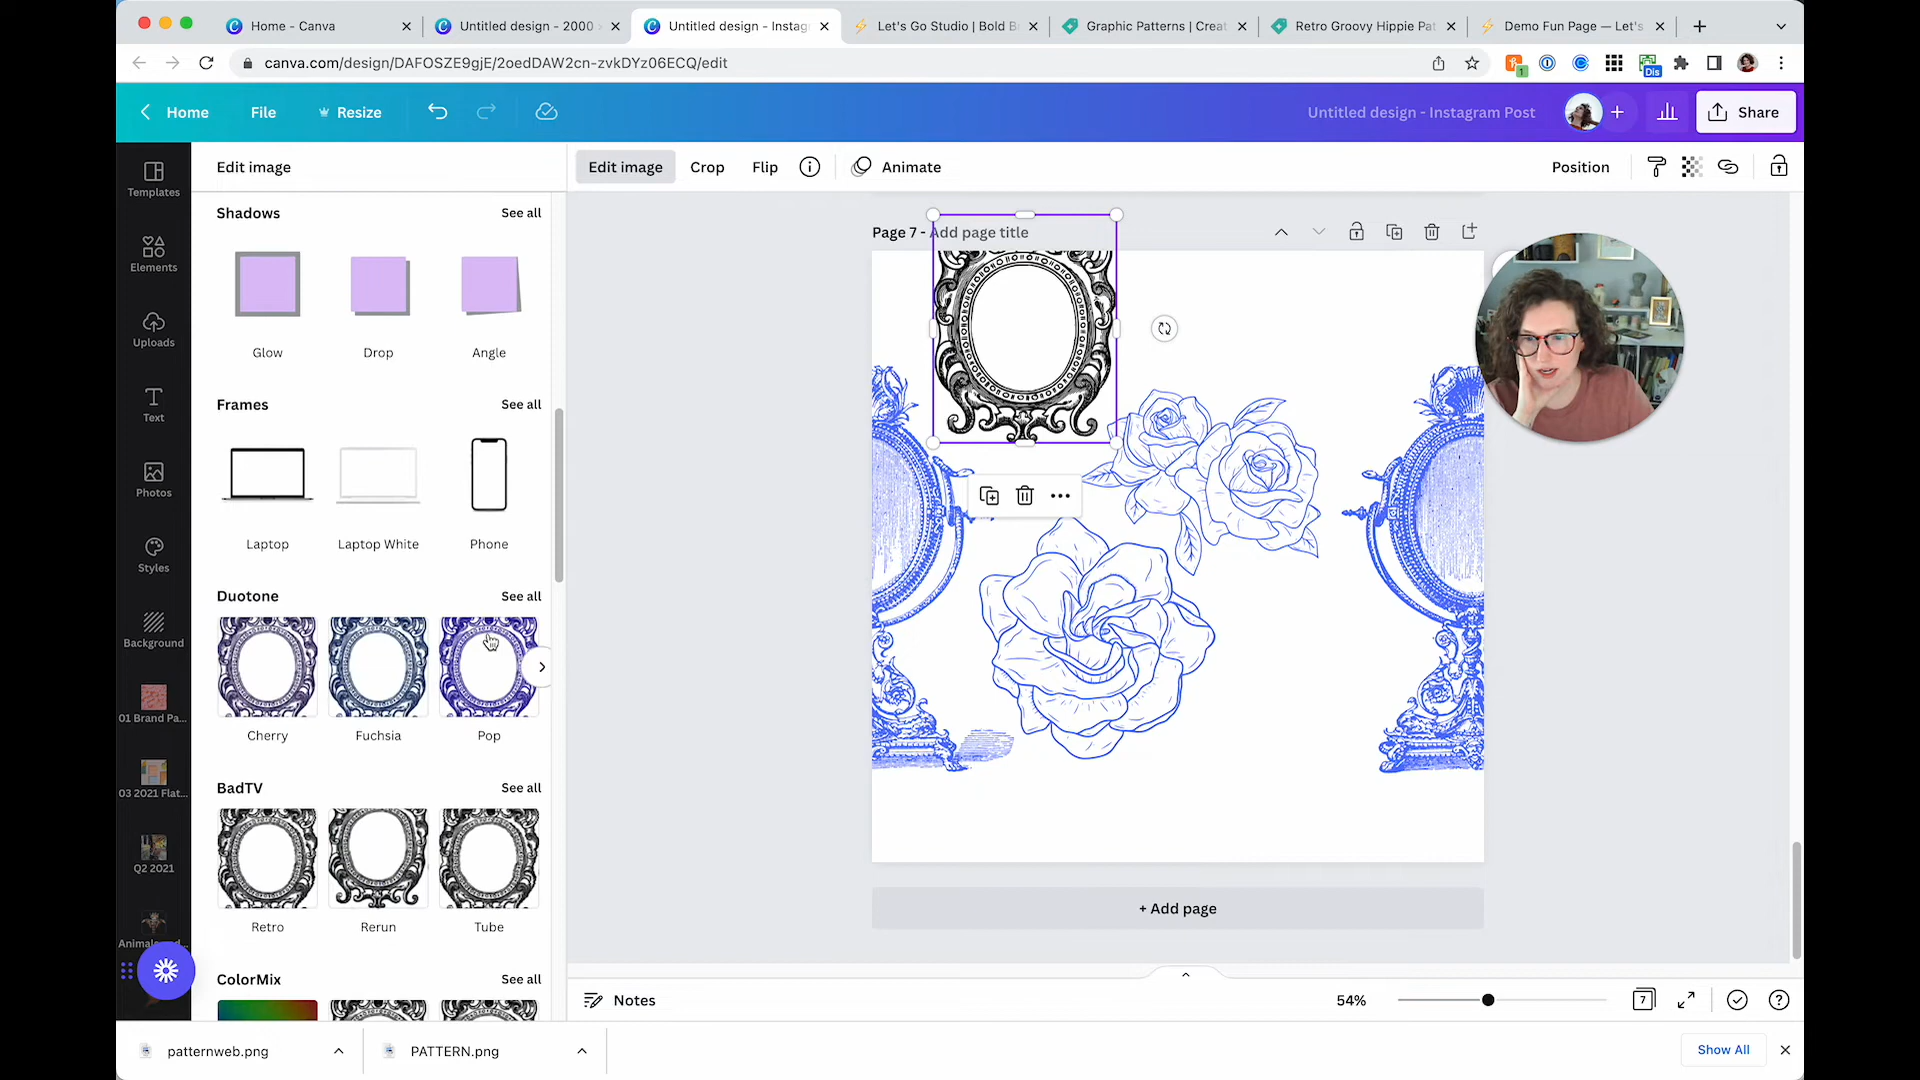 Home - Canva
Untitled design - 2000
Untitled design - Instag
Let's Go Studio | Bold B
Graphic Patterns | Creat
Retro Groovy Hippie Pat
Demo Fun Page — Let's
canva.com/design/DAFOSZE9gjE/2oedDAW2cn-zvkDYz06ECQ/edit
1
Dis
Home
File
Resize
Untitled design - Instagram Post
Share
Templates
Elements
Uploads
Text
Photos
Styles
Background
01 Brand Pa...
03 2021 Flat...
Q2 2021
Edit image
Shadows
See all
Glow
Drop
Angle
Frames
See all
Laptop
Laptop White
Phone
Duotone
See all
Cherry
Fuchsia
Pop
BadTV
See all
Retro
Rerun
Tube
ColorMix
See all
Edit image
Crop
Flip
Animate
Position
Page 7 - Add page title
+ Add page
Notes
54%
7
patternweb.png
PATTERN.png
Show All